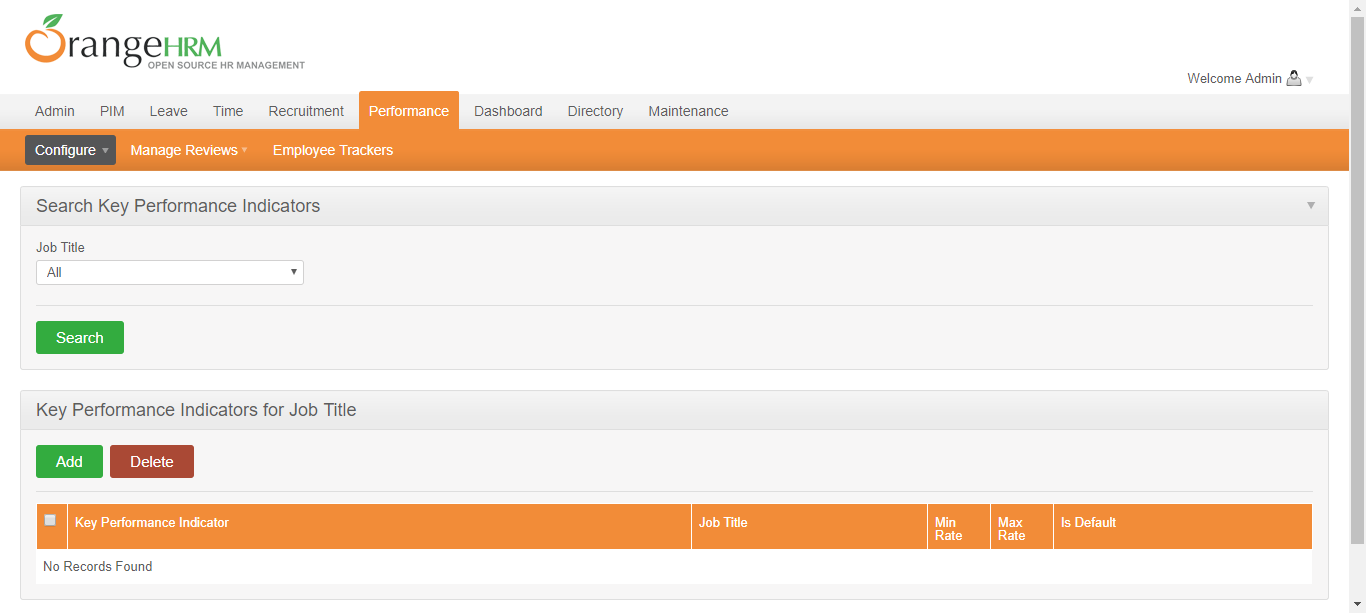 OrangeHRM
OPEN SOURCE HR MANAGEMENT
Welcome Admin
Admin PIM Leave Time Recruitment Performance Dashboard Directory Maintenance
Configure Manage Reviews Employee Trackers
Search Key Performance Indicators
Job Title
All
Search
Key Performance Indicators for Job Title
Add Delete
Key Performance Indicator Job Title Min Rate Max Rate Is Default
No Records Found